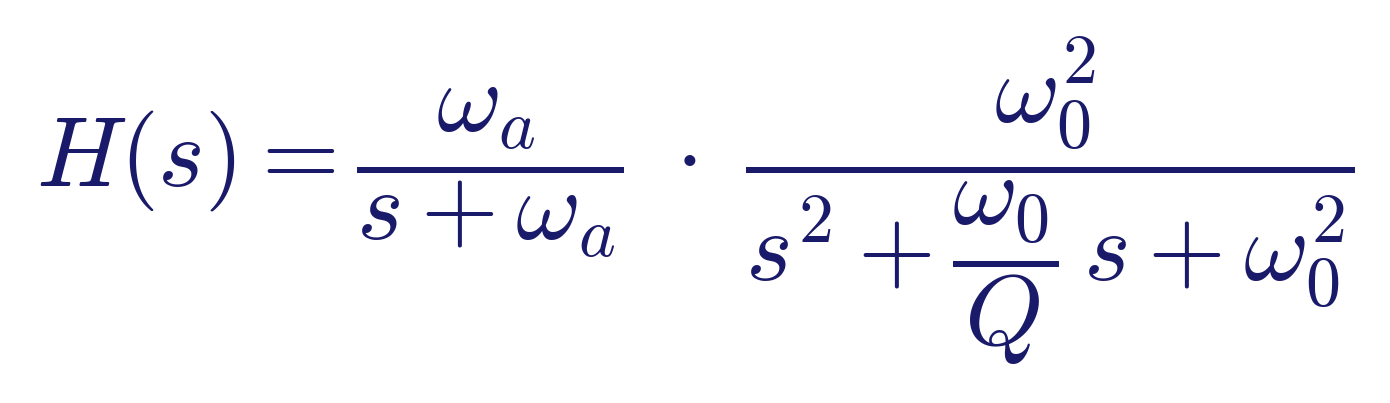 H(s) = \frac{\omega_a}{s + \omega_a} \cdot \frac{\omega_0^2}{s^2 + \frac{\omega_0}{Q} s + \omega_0^2}